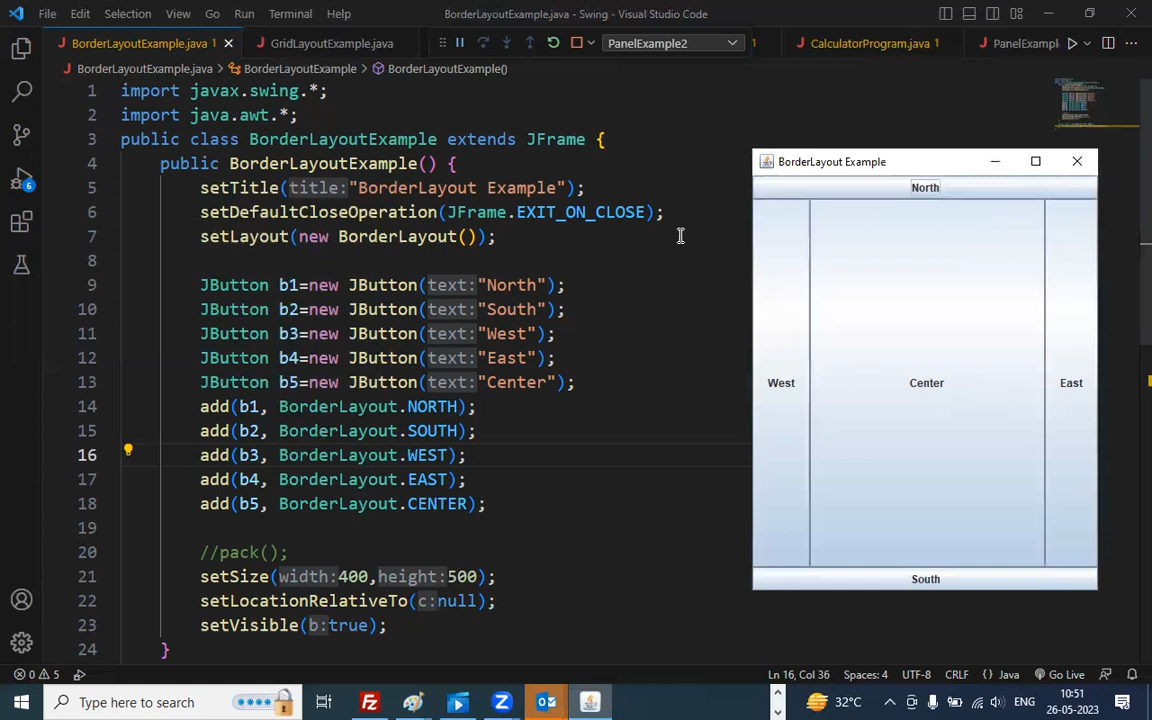 File Edit Selection View Go Run Terminal Help BorderLayoutExample.java - Swing - Visual Studio Code
BorderLayoutExample.java 1 GridLayoutExample.java PanelExample2 1 CalculatorProgram.java 1 PanelExampl
BorderLayoutExample.java > BorderLayoutExample > BorderLayoutExample()
1 import javax.swing.*;
2 import java.awt.*;
3 public class BorderLayoutExample extends JFrame {
4 public BorderLayoutExample() {
5 setTitle(title:"BorderLayout Example");
6 setDefaultCloseOperation(JFrame.EXIT_ON_CLOSE);
7 setLayout(new BorderLayout());
8
9 JButton b1=new JButton(text:"North");
10 JButton b2=new JButton(text:"South");
11 JButton b3=new JButton(text:"West");
12 JButton b4=new JButton(text:"East");
13 JButton b5=new JButton(text:"Center");
14 add(b1, BorderLayout.NORTH);
15 add(b2, BorderLayout.SOUTH);
16 add(b3, BorderLayout.WEST);
17 add(b4, BorderLayout.EAST);
18 add(b5, BorderLayout.CENTER);
19
20 //pack();
21 setSize(width:400,height:500);
22 setLocationRelativeTo(c:null);
23 setVisible(b:true);
24 }
BorderLayout Example
North
West Center East
South
6
0 5 Ln 16, Col 36 Spaces: 4 UTF-8 CRLF {} Java Go Live
Type here to search 32°C ENG 10:51
26-05-2023